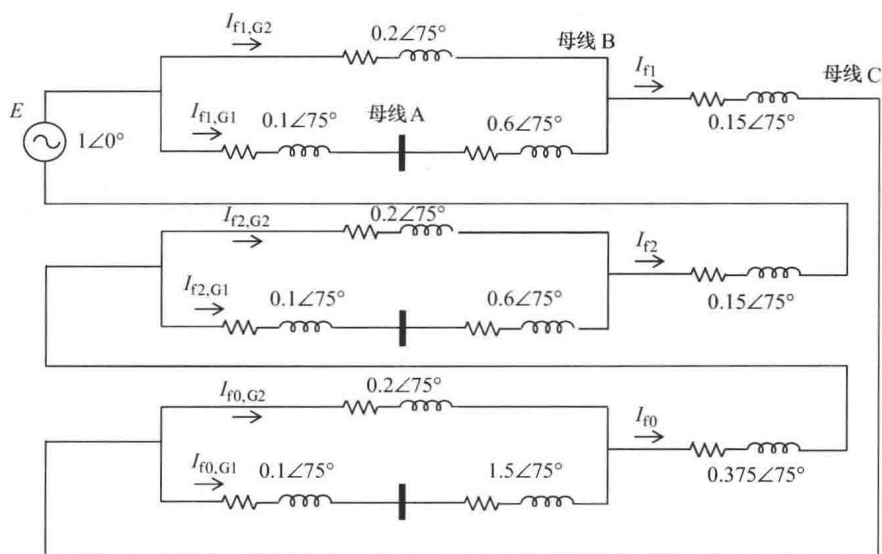 I_{f1,G2}
0.2∠75°
母线 B
I_{f1}
母线 C
E
1∠0°
I_{f1,G1}
0.1∠75°
母线 A
0.6∠75°
0.15∠75°
I_{f2,G2}
0.2∠75°
I_{f2}
I_{f2,G1}
0.1∠75°
0.6∠75°
0.15∠75°
I_{f0,G2}
0.2∠75°
I_{f0}
I_{f0,G1}
0.1∠75°
1.5∠75°
0.375∠75°